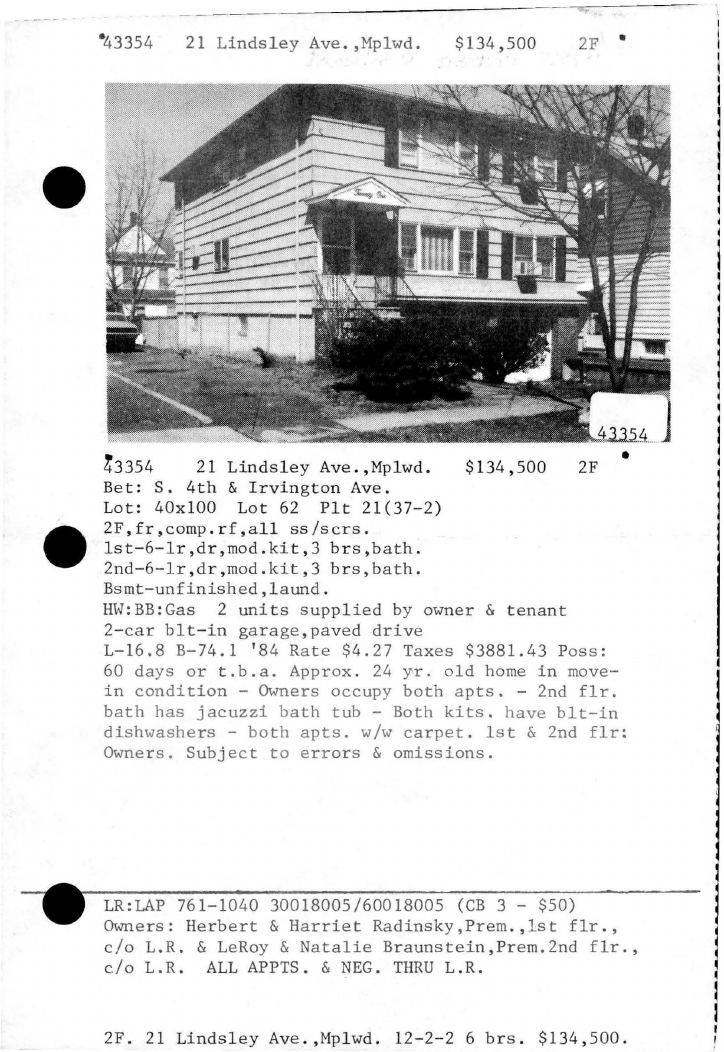 43354 21 Lindsley Ave.,Mplwd. $134,500 2F
Twenty One
43354
43354 21 Lindsley Ave.,Mplwd. $134,500 2F
Bet: S. 4th & Irvington Ave.
Lot: 40x100 Lot 62 Plt 21(37-2)
2F,fr,comp.rf,all ss/scrs.
1st-6-lr,dr,mod.kit,3 brs,bath.
2nd-6-lr,dr,mod.kit,3 brs,bath.
Bsmt-unfinished,laund.
HW:BB:Gas 2 units supplied by owner & tenant
2-car blt-in garage,paved drive
L-16.8 B-74.1 '84 Rate $4.27 Taxes $3881.43 Poss:
60 days or t.b.a. Approx. 24 yr. old home in move-
in condition - Owners occupy both apts. - 2nd flr.
bath has jacuzzi bath tub - Both kits. have blt-in
dishwashers - both apts. w/w carpet. 1st & 2nd flr:
Owners. Subject to errors & omissions.
LR:LAP 761-1040 30018005/60018005 (CB 3 - $50)
Owners: Herbert & Harriet Radinsky,Prem.,1st flr.,
c/o L.R. & LeRoy & Natalie Braunstein,Prem.2nd flr.,
c/o L.R. ALL APPTS. & NEG. THRU L.R.
2F. 21 Lindsley Ave.,Mplwd. 12-2-2 6 brs. $134,500.